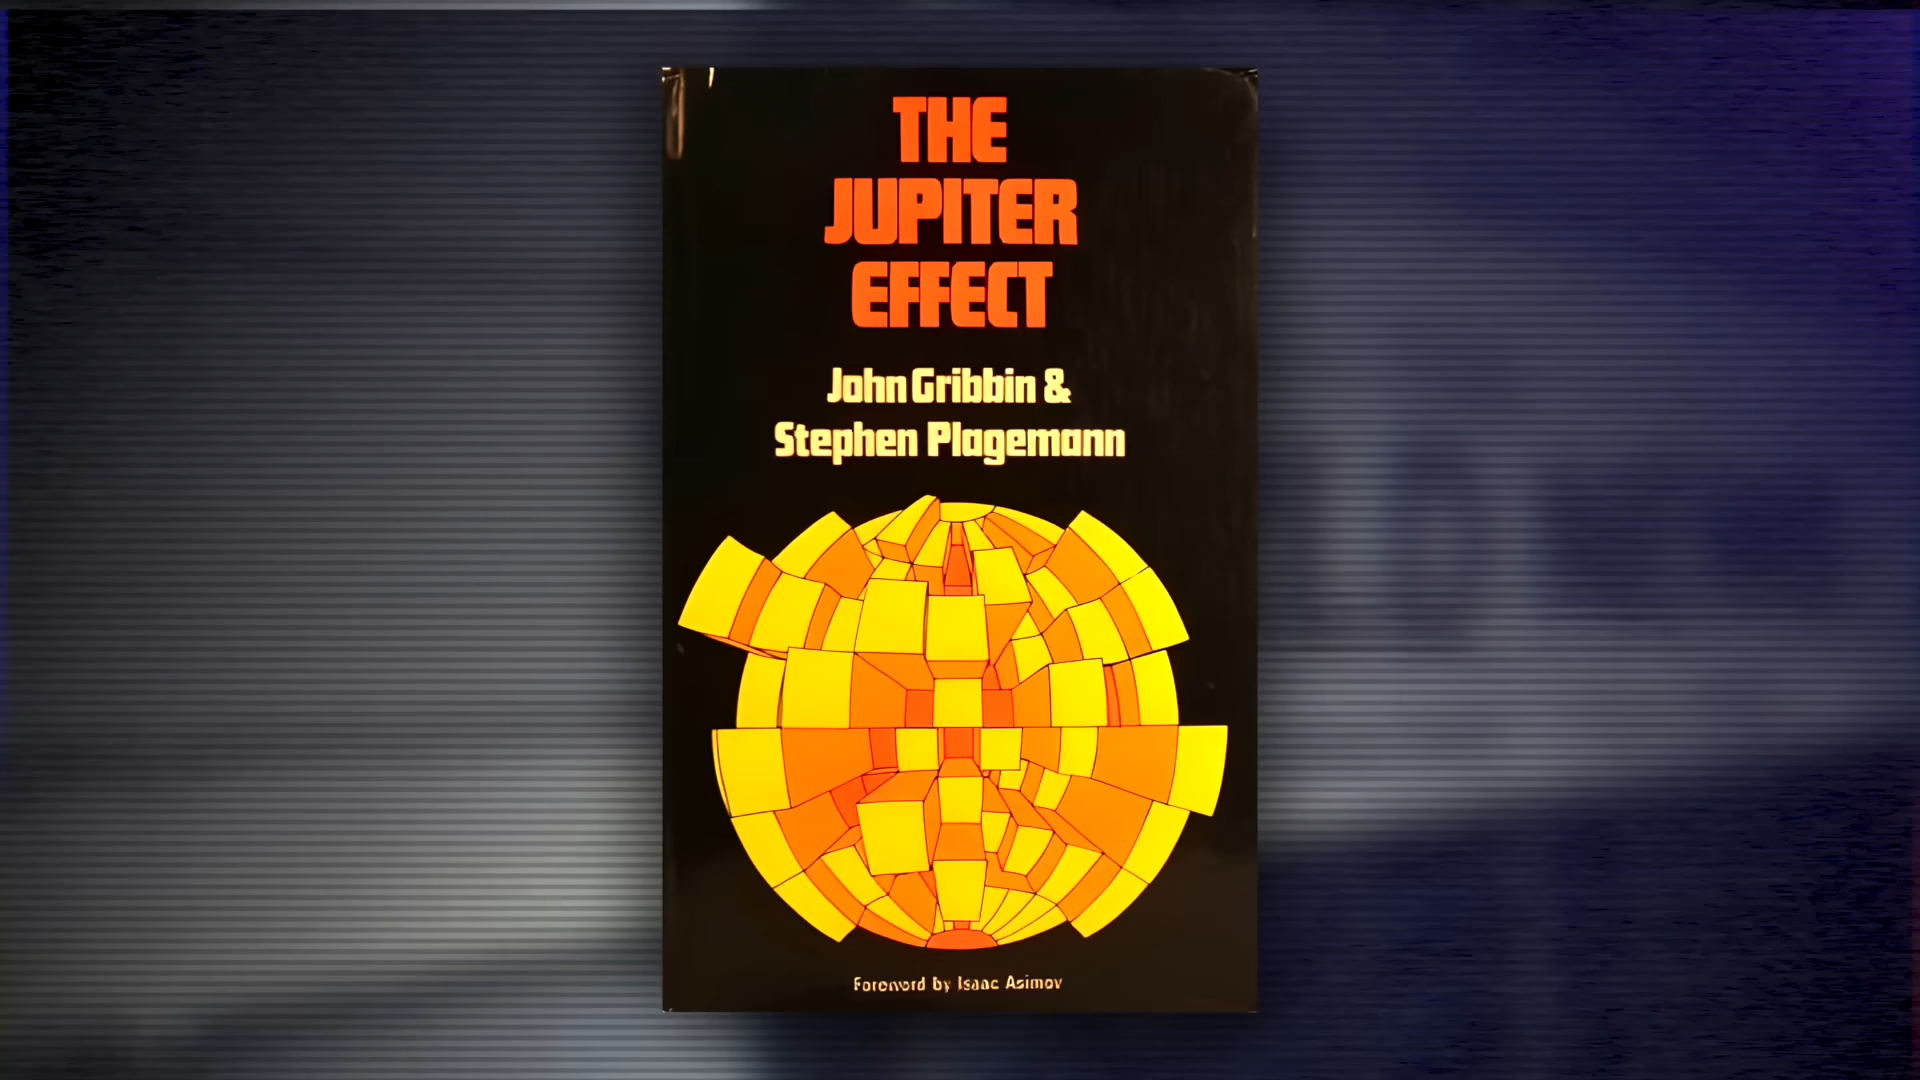 THE
JUPITER
EFFECT
John Gribbin &
Stephen Plagemann
Foreword by Isaac Asimov